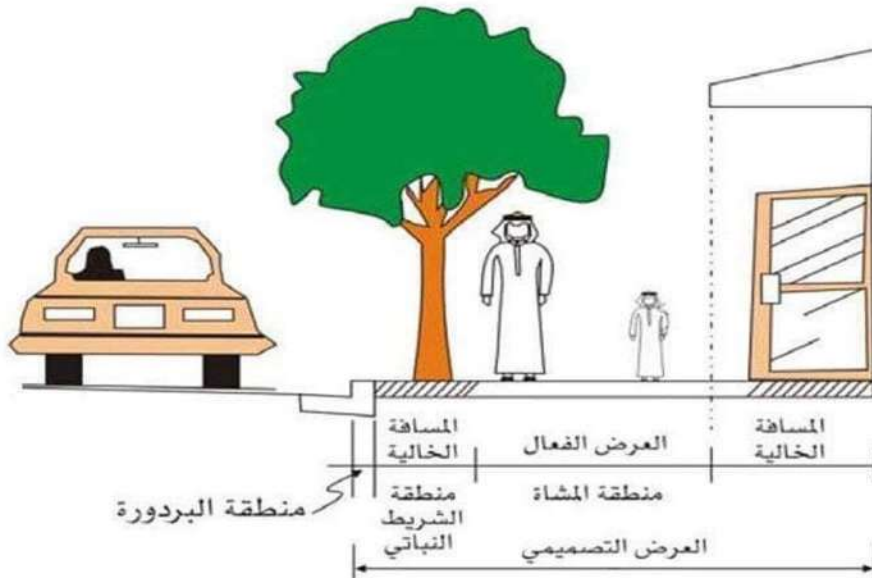 المسافة
الخالية
العرض الفعال
المسافة
الخالية
منطقة البردورة
منطقة
الشريط
النباتي
منطقة المشاة
العرض التصميمي